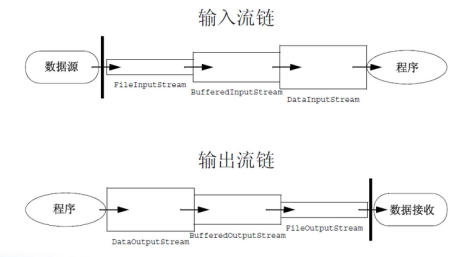 输入流链
数据源
程序
FileInputStream
BufferedInputStream
DataInputStream
输出流链
程序
数据接收
FileOutputStream
BufferedOutputStream
DataOutputStream